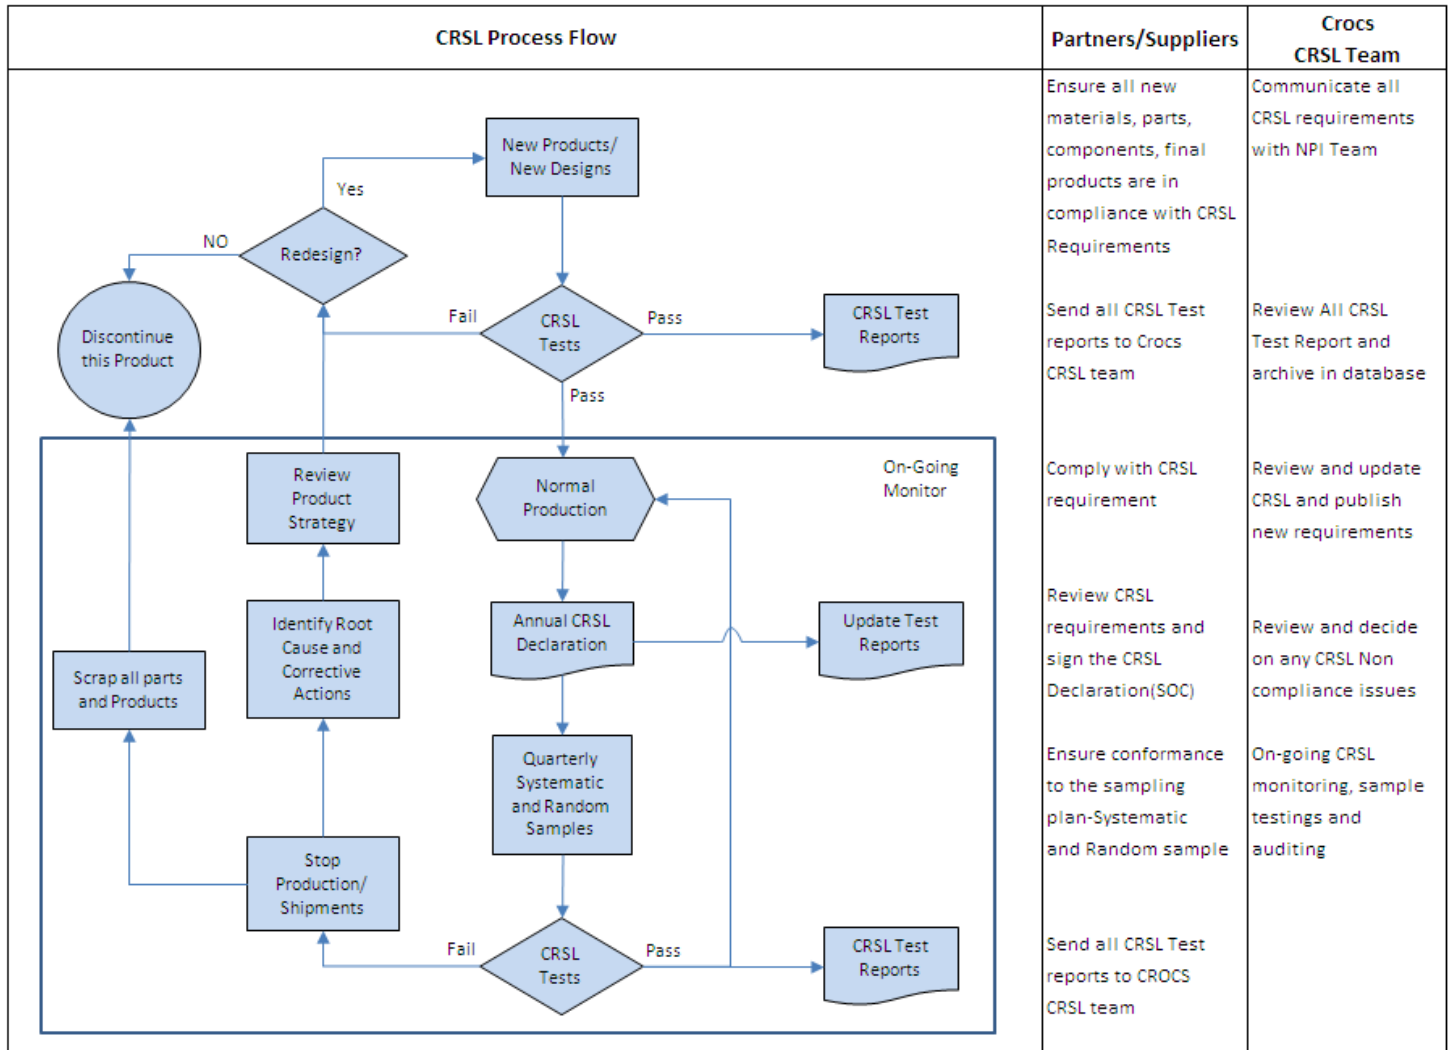 CRSL Process Flow
Partners/Suppliers
Crocs
CRSL Team
New Products/
New Designs
Yes
Redesign?
NO
Discontinue
this Product
Fail
CRSL
Tests
Pass
CRSL Test
Reports
Pass
On-Going
Monitor
Review
Product
Strategy
Normal
Production
Identify Root
Cause and
Corrective
Actions
Annual CRSL
Declaration
Update Test
Reports
Scrap all parts
and Products
Quarterly
Systematic
and Random
Samples
Stop
Production/
Shipments
Fail
CRSL
Tests
Pass
CRSL Test
Reports
Ensure all new
materials, parts,
components, final
products are in
compliance with CRSL
Requirements
Send all CRSL Test
reports to Crocs
CRSL team
Comply with CRSL
requirement
Review CRSL
requirements and
sign the CRSL
Declaration(SOC)
Ensure conformance
to the sampling
plan-Systematic
and Random sample
Send all CRSL Test
reports to CROCS
CRSL team
Communicate all
CRSL requirements
with NPI Team
Review All CRSL
Test Report and
archive in database
Review and update
CRSL and publish
new requirements
Review and decide
on any CRSL Non
compliance issues
On-going CRSL
monitoring, sample
testings and
auditing